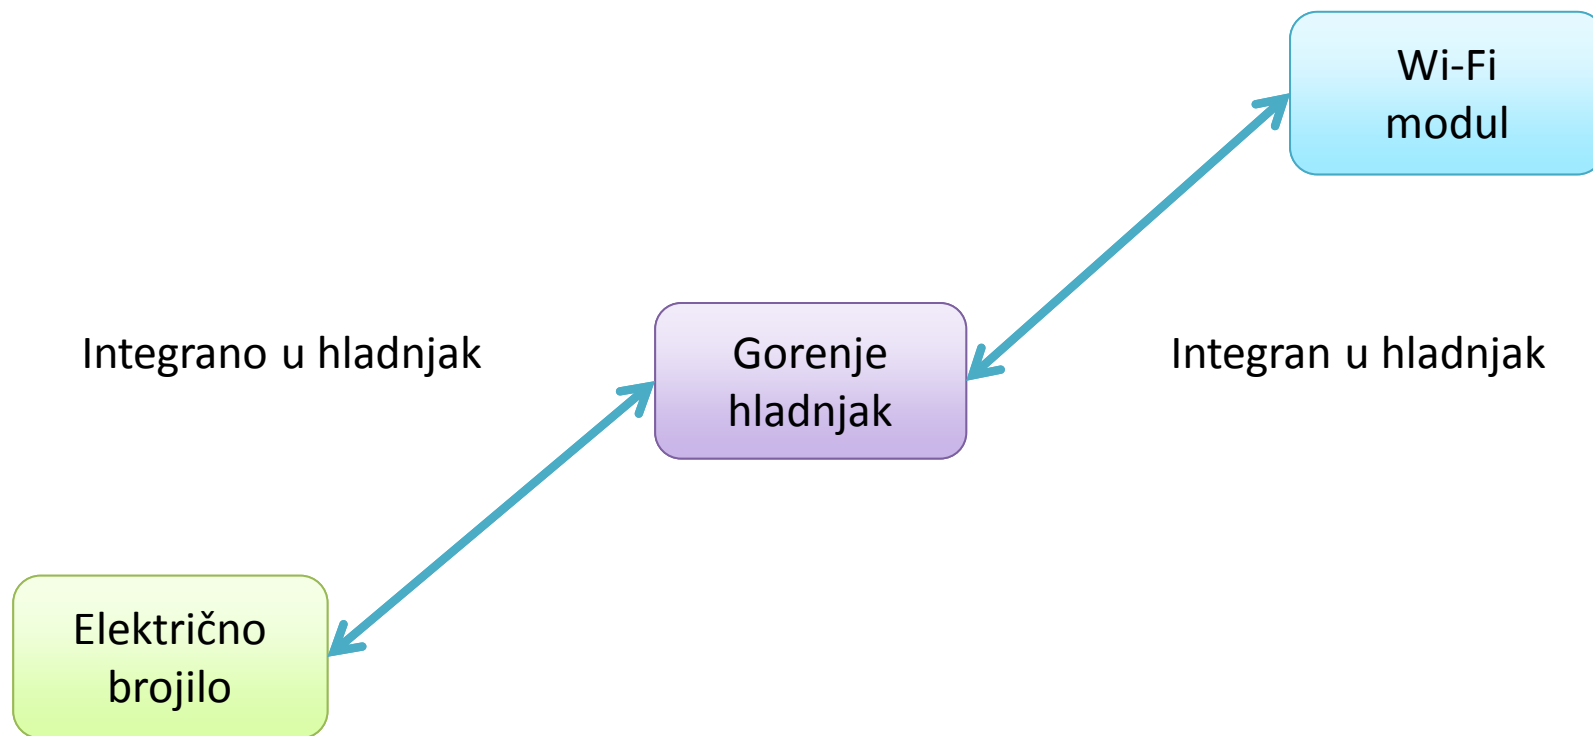 Wi-Fi
modul
Integrano u hladnjak
Gorenje
hladnjak
Integran u hladnjak
Električno
brojilo